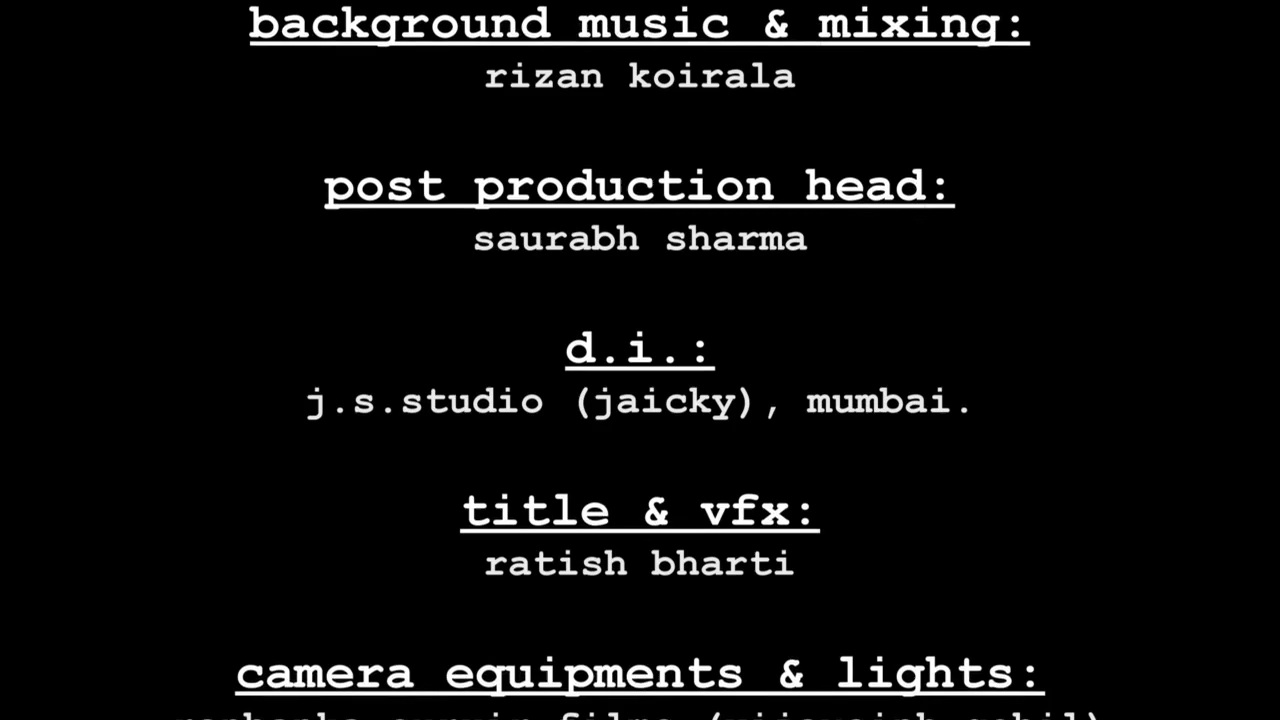 background music & mixing:
rizan koirala
post production head:
saurabh sharma
d.i.:
j.s.studio (jaicky), mumbai.
title & vfx:
ratish bharti
camera equipments & lights: